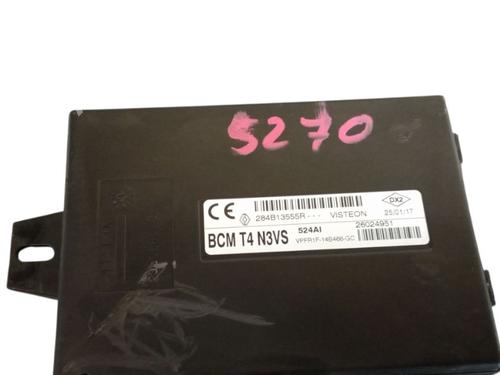 5270
CE 284B13555R--- VISTEON DX2 25/01/17
BCM T4 N3VS 524AI 26024951
VPFR1F-14B466-GC